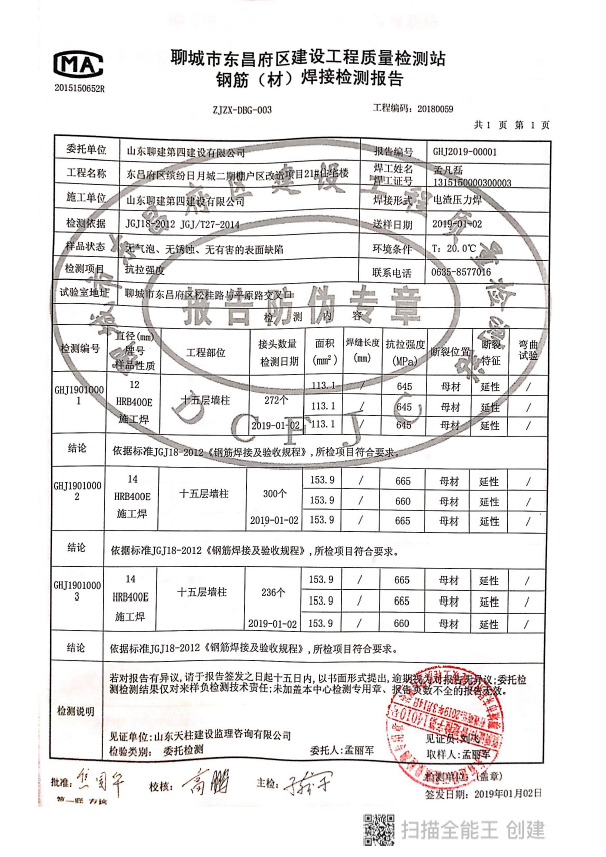 MA
2015150652R
聊城市东昌府区建设工程质量检测站
钢筋（材）焊接检测报告
ZJZX-DBG-003
工程编码: 20180059
共 1 页 第 1 页
委托单位 山东聊建第四建设有限公司 报告编号 GHJ2019-00001
工程名称 东昌府区缤纷日月城二期棚户区改造项目21#住宅楼 焊工姓名 孟凡磊
焊工证号 1315150000300003
施工单位 山东聊建第四建设有限公司 焊接形式 电渣压力焊
检测依据 JGJ18-2012 JGJ/T27-2014 送样日期 2019-01-02
样品状态 无气泡、无锈蚀、无有害的表面缺陷 环境条件 T: 20.0℃
检测项目 抗拉强度 联系电话 0635-8577016
试验室地址 聊城市东昌府区松桂路与平原路交叉口
报告防伪专章
DCFJC
检 测 内 容
检测编号 直径(mm) 牌号 样品性质 工程部位 接头数量 检测日期 面积(mm²) 焊缝长度(mm) 抗拉强度(MPa) 断裂位置 断裂特征 弯曲试验
GHJ19010001 12 HRB400E 施工焊 十五层墙柱 272个 2019-01-02
113.1 / 645 母材 延性 /
113.1 / 645 母材 延性 /
113.1 / 645 母材 延性 /
结论 依据标准JGJ18-2012《钢筋焊接及验收规程》,所检项目符合要求。
GHJ19010002 14 HRB400E 施工焊 十五层墙柱 300个 2019-01-02
153.9 / 665 母材 延性 /
153.9 / 660 母材 延性 /
153.9 / 665 母材 延性 /
结论 依据标准JGJ18-2012《钢筋焊接及验收规程》,所检项目符合要求。
GHJ19010003 14 HRB400E 施工焊 十五层墙柱 236个 2019-01-02
153.9 / 665 母材 延性 /
153.9 / 665 母材 延性 /
153.9 / 660 母材 延性 /
结论 依据标准JGJ18-2012《钢筋焊接及验收规程》,所检项目符合要求。
检测说明
若对报告有异议,请于报告签发之日起十五日内,以书面形式提出,逾期视为对报告无异议;委托检
测检测结果仅对来样负检测技术责任;未加盖本中心检测专用章、报告页数不全的报告无效。
见证单位:山东天柱建设监理咨询有限公司 见证员:刘飞
检验类别: 委托检测 委托人:孟丽军 取样人:孟丽军
检测单位:（盖章）
批准: 校核: 高鹏 主检:
签发日期: 2019年01月02日
扫描全能王 创建